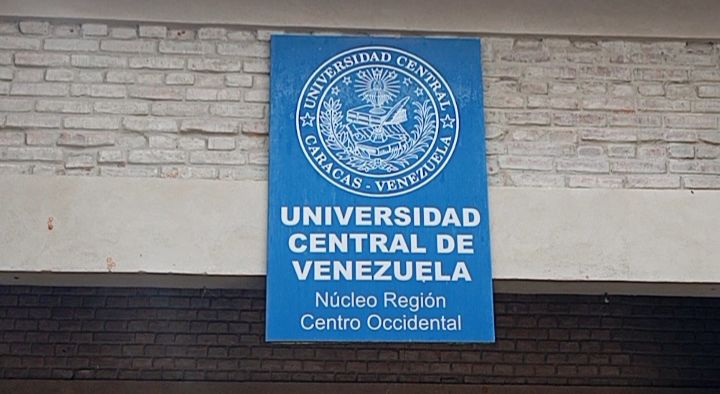 UNIVERSIDAD CENTRAL
CARACAS - VENEZUELA
UNIVERSIDAD
CENTRAL DE
VENEZUELA
Núcleo Región
Centro Occidental